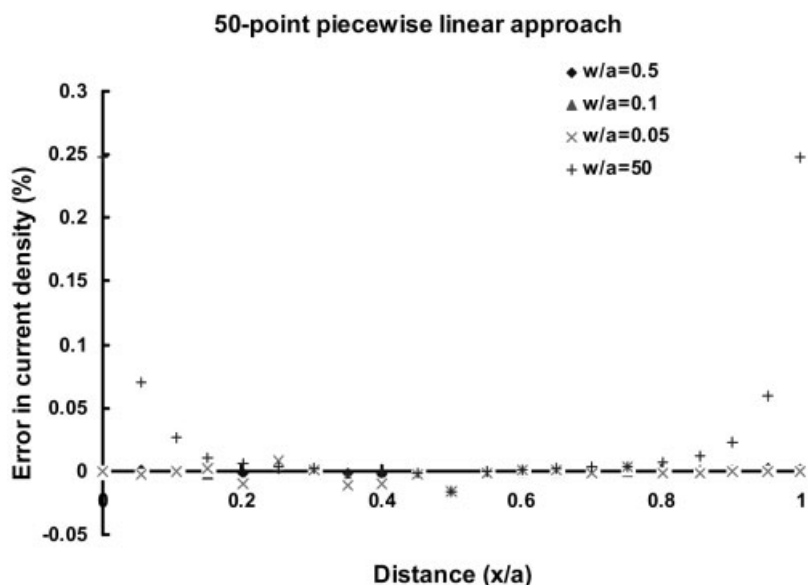 50-point piecewise linear approach
w/a=0.5
w/a=0.1
w/a=0.05
w/a=50
0.3
0.25
0.2
0.15
0.1
0.05
0
-0.05
Error in current density (%)
0 0.2 0.4 0.6 0.8 1
Distance (x/a)